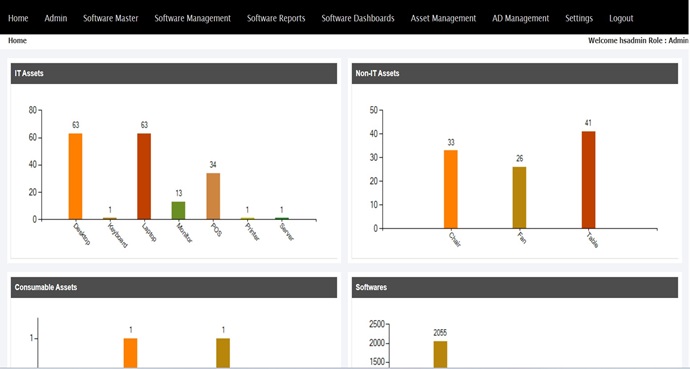 Home Admin Software Master Software Management Software Reports Software Dashboards Asset Management AD Management Settings Logout
Home Welcome hsadmin Role : Admin
IT Assets
80
60
40
20
0
63
1
63
13
34
1
1
Desktop
Keyboard
Laptop
Monitor
POS
Printer
Server
Non-IT Assets
50
40
30
20
10
0
33
26
41
Chair
Fan
Table
Consumable Assets
1
1
1
Softwares
2500
2000
1500
2055